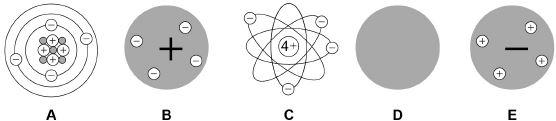 − − − − + + + +
− − − − +
− − − − 4+
+ + + + −
A B C D E